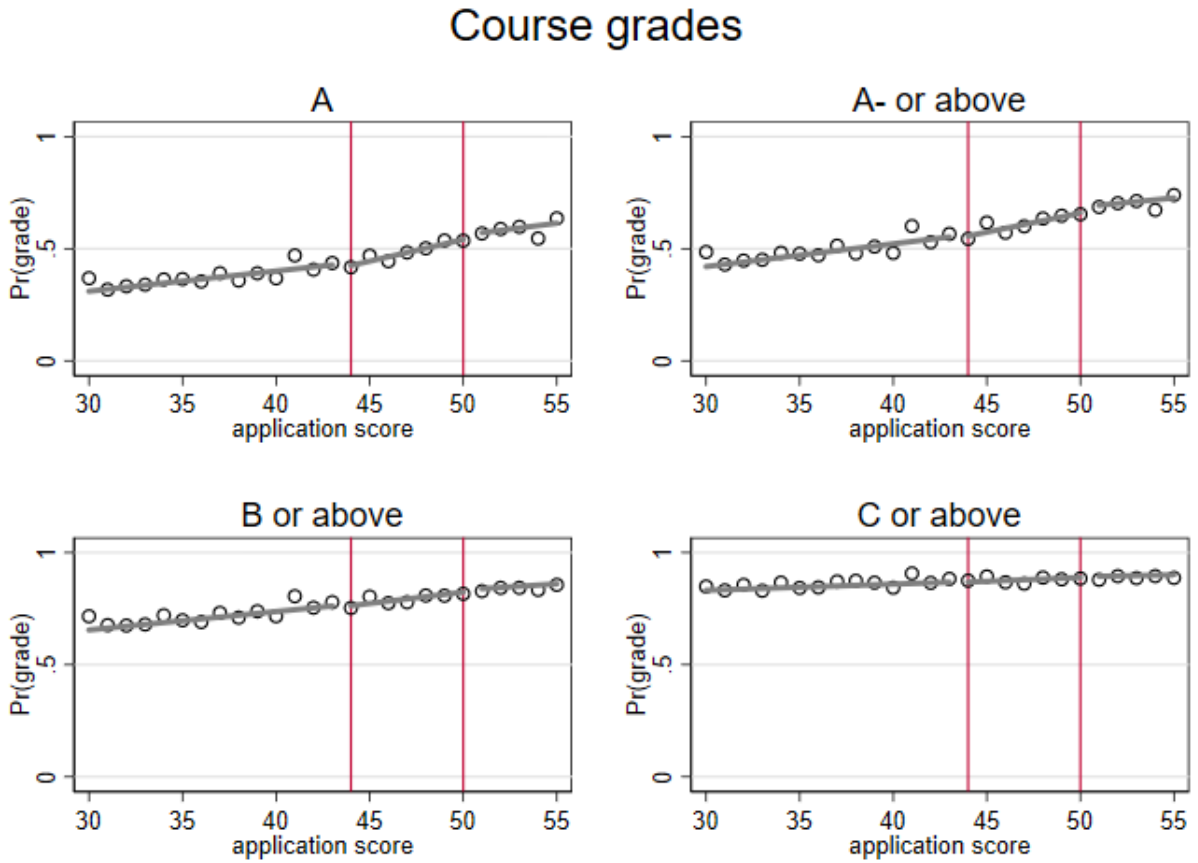 Course grades
A
Pr(grade)
1
.5
0
30 35 40 45 50 55
application score
A- or above
Pr(grade)
1
.5
0
30 35 40 45 50 55
application score
B or above
Pr(grade)
1
.5
0
30 35 40 45 50 55
application score
C or above
Pr(grade)
1
.5
0
30 35 40 45 50 55
application score